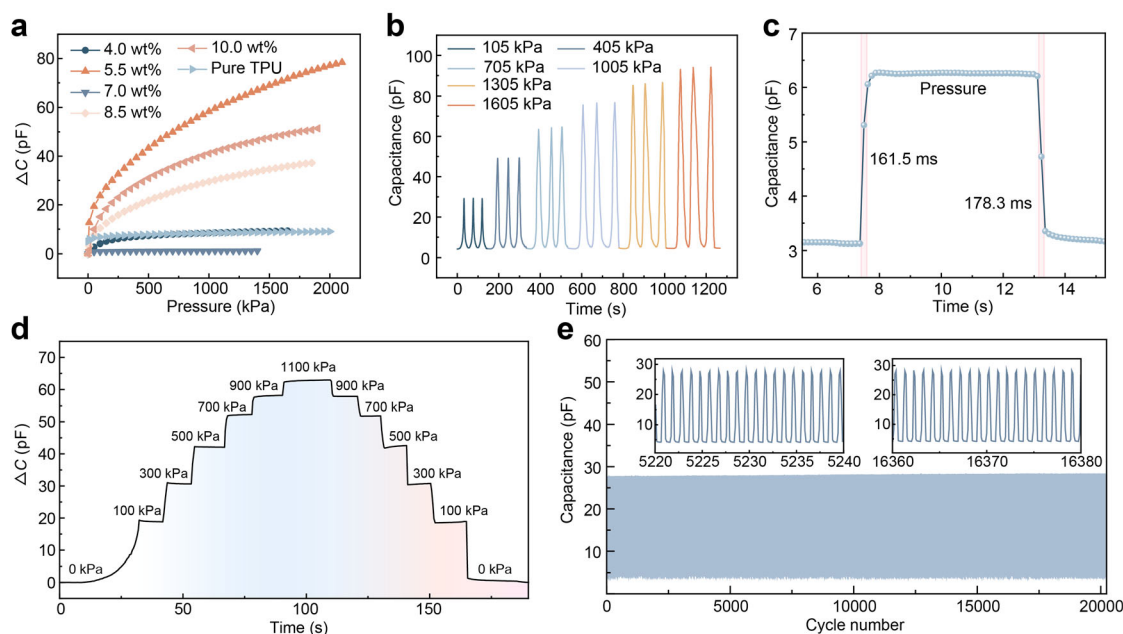 a
4.0 wt%
5.5 wt%
7.0 wt%
8.5 wt%
10.0 wt%
Pure TPU
80
60
40
20
0
ΔC (pF)
0 500 1000 1500 2000
Pressure (kPa)
b
105 kPa 405 kPa
705 kPa 1005 kPa
1305 kPa
1605 kPa
100
80
60
40
20
0
Capacitance (pF)
0 200 400 600 800 1000 1200
Time (s)
c
7
6
5
4
3
Capacitance (pF)
Pressure
161.5 ms
178.3 ms
6 8 10 12 14
Time (s)
d
70
60
50
40
30
20
10
0
ΔC (pF)
0 kPa
100 kPa
300 kPa
500 kPa
700 kPa
900 kPa
1100 kPa
900 kPa
700 kPa
500 kPa
300 kPa
100 kPa
0 kPa
0 50 100 150
Time (s)
e
60
50
40
30
20
10
Capacitance (pF)
30
20
10
5220 5225 5230 5235 5240
30
20
10
16360 16370 16380
0 5000 10000 15000 20000
Cycle number